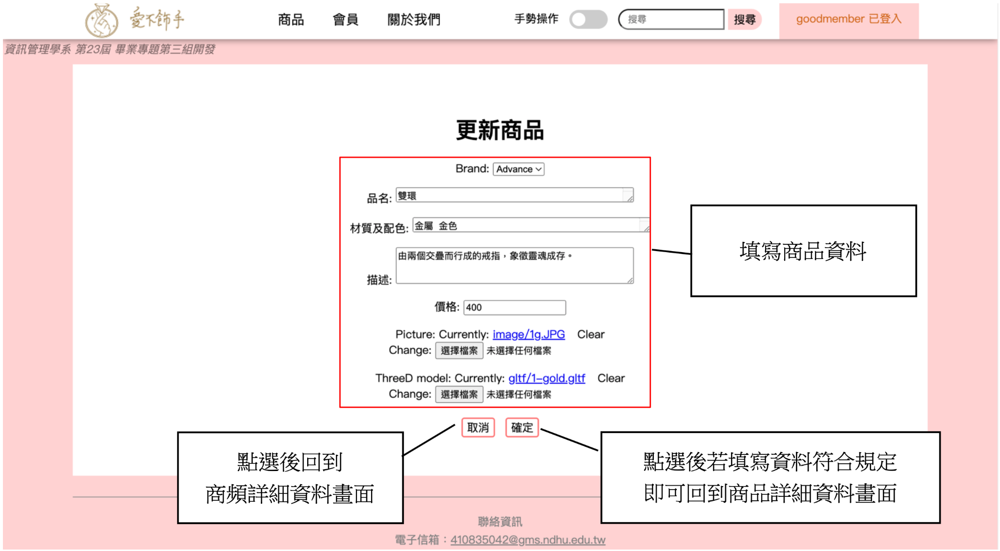 愛不飾手
商品 會員 關於我們 手勢操作 搜尋 搜尋 goodmember 已登入
資訊管理學系 第23屆 畢業專題第三組開發
更新商品
Brand: Advance
品名: 雙環
材質及配色: 金屬 金色
描述: 由兩個交疊而行成的戒指，象徵靈魂成存。
價格: 400
Picture: Currently: image/1g.JPG Clear
Change: 選擇檔案 未選擇任何檔案
ThreeD model: Currently: gltf/1-gold.gltf Clear
Change: 選擇檔案 未選擇任何檔案
填寫商品資料
取消 確定
點選後回到
商頻詳細資料畫面
點選後若填寫資料符合規定
即可回到商品詳細資料畫面
聯絡資訊
電子信箱：410835042@gms.ndhu.edu.tw